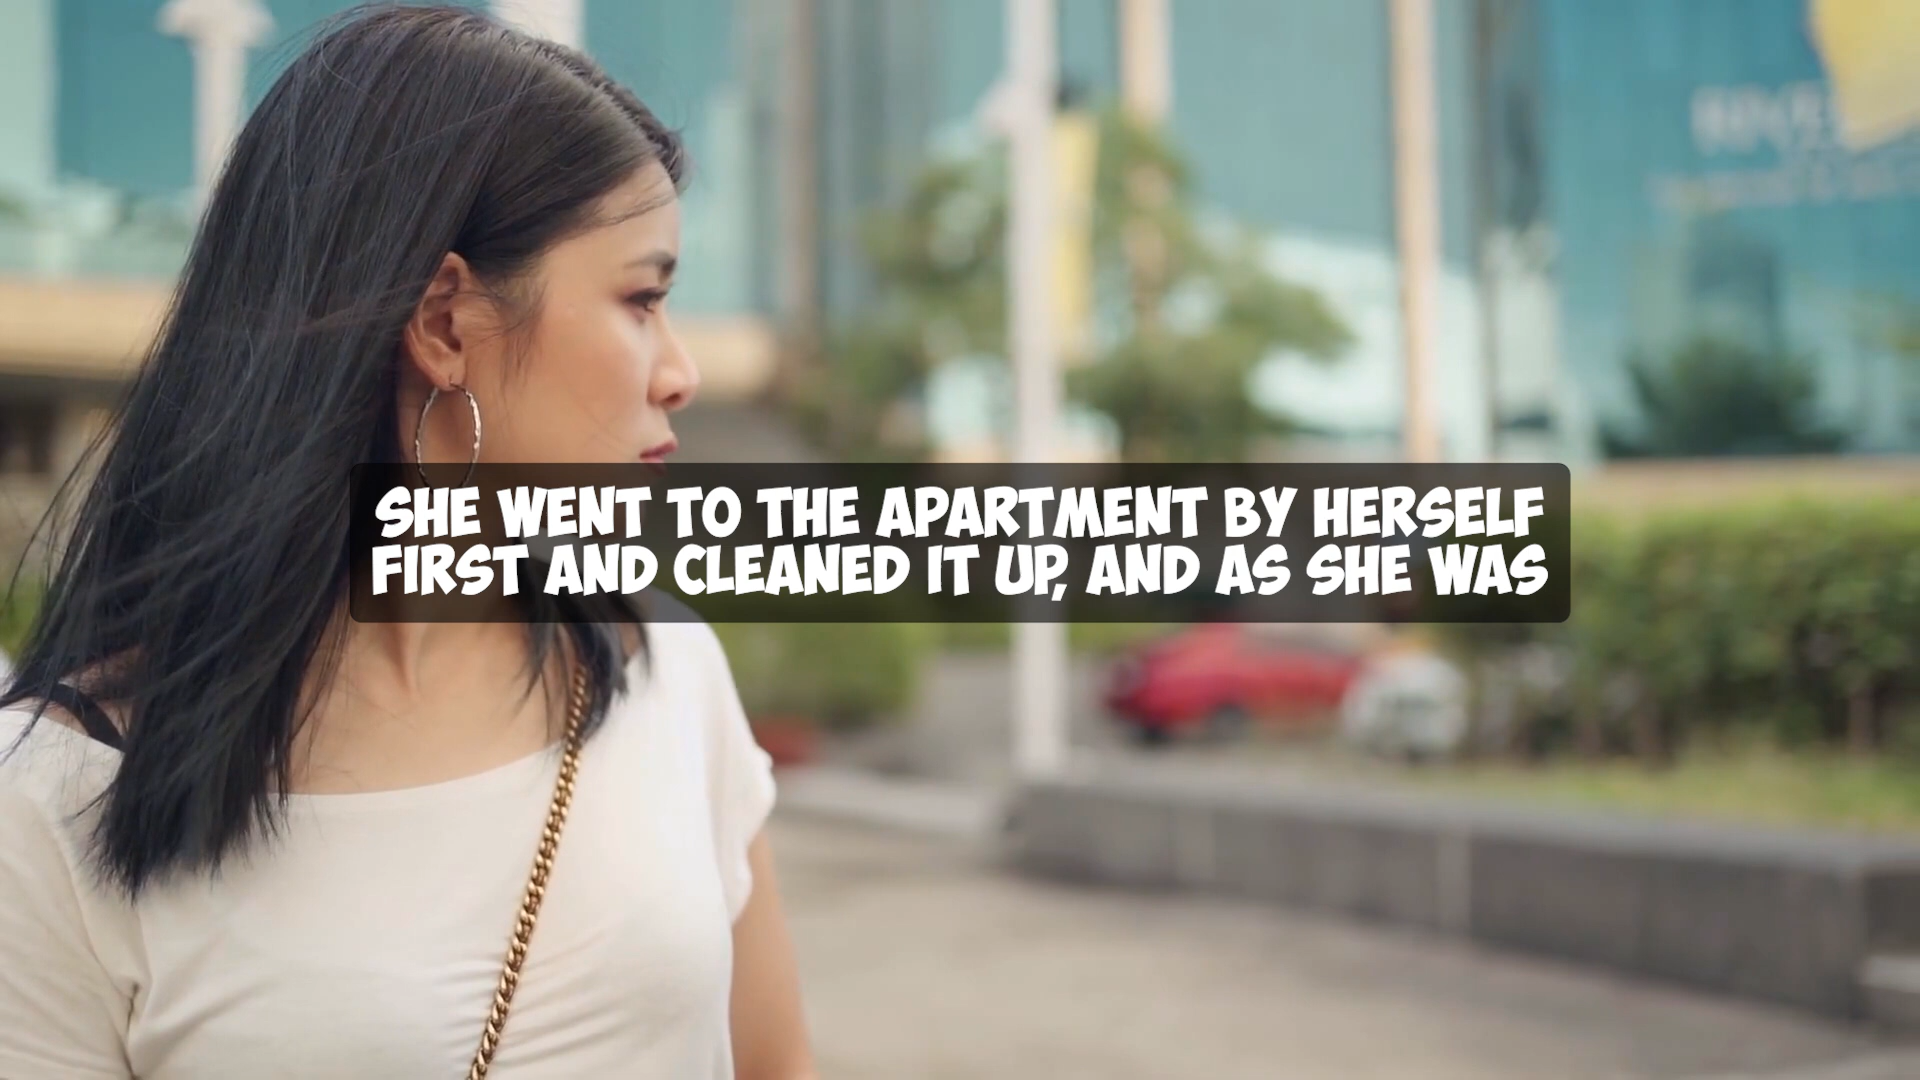 SHE WENT TO THE APARTMENT BY HERSELF
FIRST AND CLEANED IT UP, AND AS SHE WAS